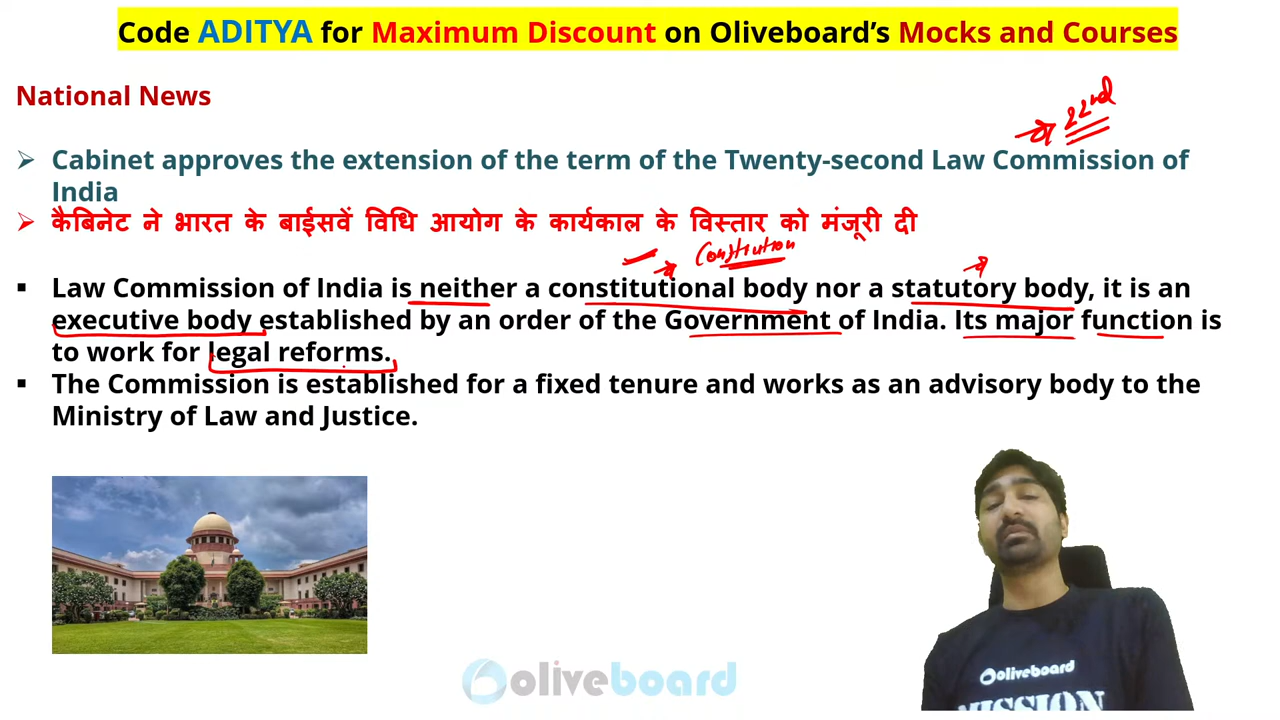 Code ADITYA for Maximum Discount on Oliveboard's Mocks and Courses
National News
22nd
Cabinet approves the extension of the term of the Twenty-second Law Commission of
India
कैबिनेट ने भारत के बाईसवें विधि आयोग के कार्यकाल के विस्तार को मंजूरी दी
Law Commission of India is neither a constitutional body nor a statutory body, it is an
executive body established by an order of the Government of India. Its major function is
to work for legal reforms.
The Commission is established for a fixed tenure and works as an advisory body to the
Ministry of Law and Justice.
oliveboard
MISSION
oliveboard